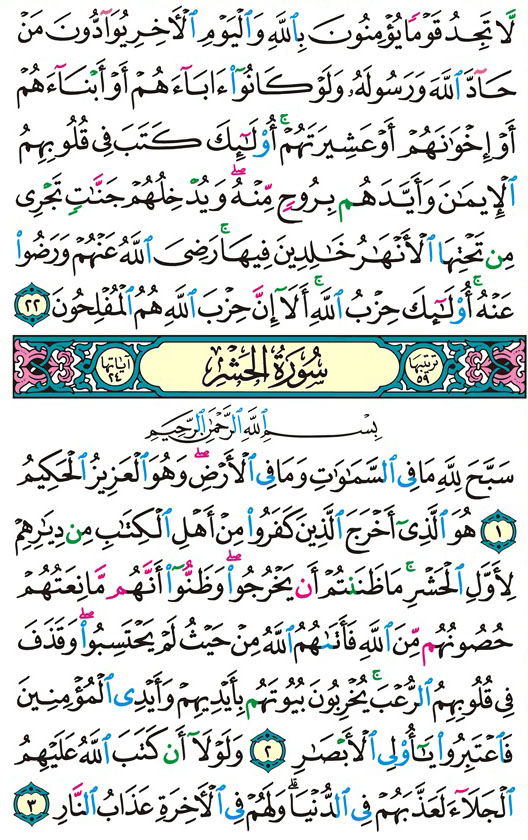 لَّا تَجِدُ قَوْمًا يُؤْمِنُونَ بِٱللَّهِ وَٱلْيَوْمِ ٱلْأَخِرِ يُوَآدُّونَ مَنْ
حَآدَّ ٱللَّهَ وَرَسُولَهُۥ وَلَوْ كَانُوٓا۟ ءَابَآءَهُمْ أَوْ أَبْنَآءَهُمْ
أَوْ إِخْوَٰنَهُمْ أَوْ عَشِيرَتَهُمْ ۚ أُو۟لَٰٓئِكَ كَتَبَ فِى قُلُوبِهِمُ
ٱلْإِيمَٰنَ وَأَيَّدَهُم بِرُوحٍ مِّنْهُ ۖ وَيُدْخِلُهُمْ جَنَّٰتٍ تَجْرِى
مِن تَحْتِهَا ٱلْأَنْهَٰرُ خَٰلِدِينَ فِيهَا ۚ رَضِىَ ٱللَّهُ عَنْهُمْ وَرَضُوا۟
عَنْهُ ۚ أُو۟لَٰٓئِكَ حِزْبُ ٱللَّهِ ۚ أَلَآ إِنَّ حِزْبَ ٱللَّهِ هُمُ ٱلْمُفْلِحُونَ ٢٢
ترتيبها ٥٩ سُورَةُ الحَشْرِ آياتها ٢٤
بِسْمِ ٱللَّهِ ٱلرَّحْمَٰنِ ٱلرَّحِيمِ
سَبَّحَ لِلَّهِ مَا فِى ٱلسَّمَٰوَٰتِ وَمَا فِى ٱلْأَرْضِ ۖ وَهُوَ ٱلْعَزِيزُ ٱلْحَكِيمُ
١ هُوَ ٱلَّذِىٓ أَخْرَجَ ٱلَّذِينَ كَفَرُوا۟ مِنْ أَهْلِ ٱلْكِتَٰبِ مِن دِيَٰرِهِمْ
لِأَوَّلِ ٱلْحَشْرِ ۚ مَا ظَنَنتُمْ أَن يَخْرُجُوا۟ ۖ وَظَنُّوٓا۟ أَنَّهُم مَّانِعَتُهُمْ
حُصُونُهُم مِّنَ ٱللَّهِ فَأَتَىٰهُمُ ٱللَّهُ مِنْ حَيْثُ لَمْ يَحْتَسِبُوا۟ ۖ وَقَذَفَ
فِى قُلُوبِهِمُ ٱلرُّعْبَ ۚ يُخْرِبُونَ بُيُوتَهُم بِأَيْدِيهِمْ وَأَيْدِى ٱلْمُؤْمِنِينَ
فَٱعْتَبِرُوا۟ يَٰٓأُو۟لِى ٱلْأَبْصَٰرِ ٢ وَلَوْلَآ أَن كَتَبَ ٱللَّهُ عَلَيْهِمُ
ٱلْجَلَآءَ لَعَذَّبَهُمْ فِى ٱلدُّنْيَا ۖ وَلَهُمْ فِى ٱلْأَخِرَةِ عَذَابُ ٱلنَّارِ ٣